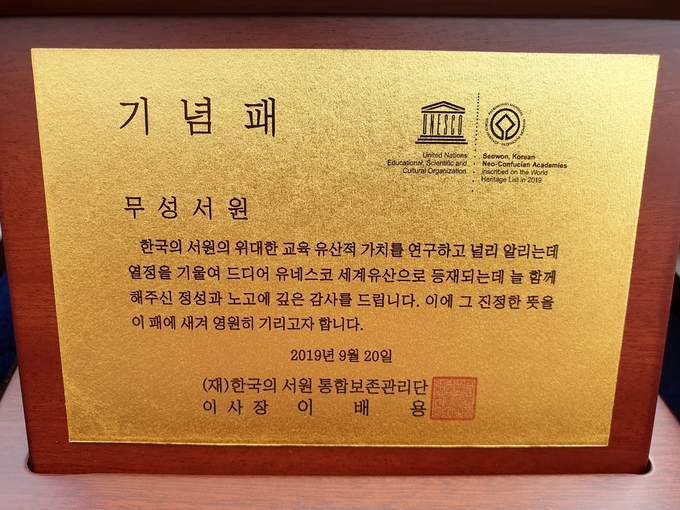 기념패
UNESCO
United Nations
Educational, Scientific and
Cultural Organization
Seowon, Korean
Neo-Confucian Academies
Inscribed on the World
Heritage List in 2019
무성서원
한국의 서원의 위대한 교육 유산적 가치를 연구하고 널리 알리는데
열정을 기울여 드디어 유네스코 세계유산으로 등재되는데 늘 함께
해주신 정성과 노고에 깊은 감사를 드립니다. 이에 그 진정한 뜻을
이 패에 새겨 영원히 기리고자 합니다.
2019년 9월 20일
(재)한국의 서원 통합보존관리단
이사장 이배용